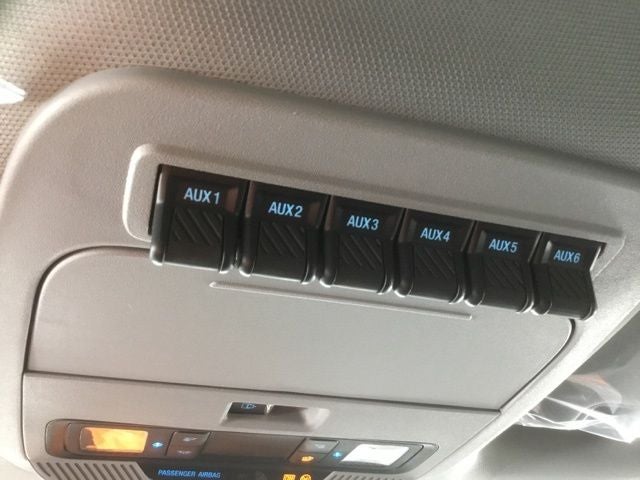 AUX1 AUX2 AUX3 AUX4 AUX5 AUX6
PASSENGER AIRBAG